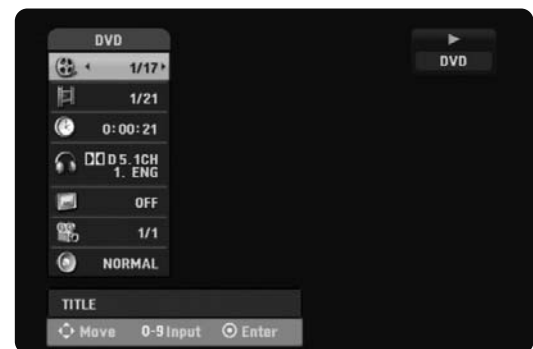 DVD
1/17
1/21
0:00:21
D 5.1CH
1. ENG
OFF
1/1
NORMAL
TITLE
Move 0-9 Input Enter
DVD